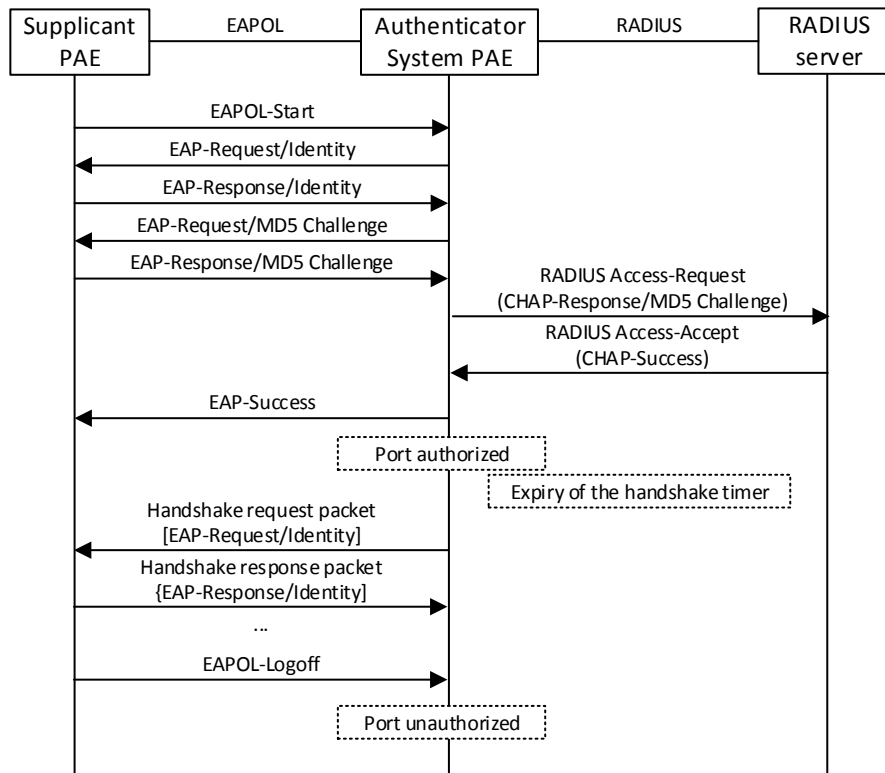 Supplicant
PAE
EAPOL
Authenticator
System PAE
RADIUS
RADIUS
server
EAPOL-Start
EAP-Request/Identity
EAP-Response/Identity
EAP-Request/MD5 Challenge
EAP-Response/MD5 Challenge
RADIUS Access-Request
(CHAP-Response/MD5 Challenge)
RADIUS Access-Accept
(CHAP-Success)
EAP-Success
Port authorized
Expiry of the handshake timer
Handshake request packet
[EAP-Request/Identity]
Handshake response packet
{EAP-Response/Identity]
...
EAPOL-Logoff
Port unauthorized